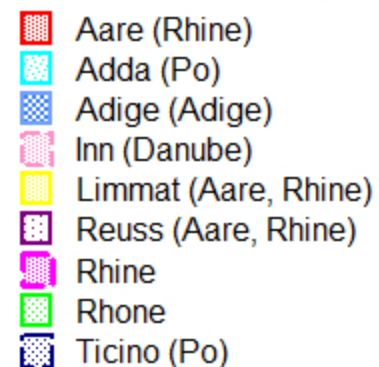 Aare (Rhine)
Adda (Po)
Adige (Adige)
Inn (Danube)
Limmat (Aare, Rhine)
Reuss (Aare, Rhine)
Rhine
Rhone
Ticino (Po)